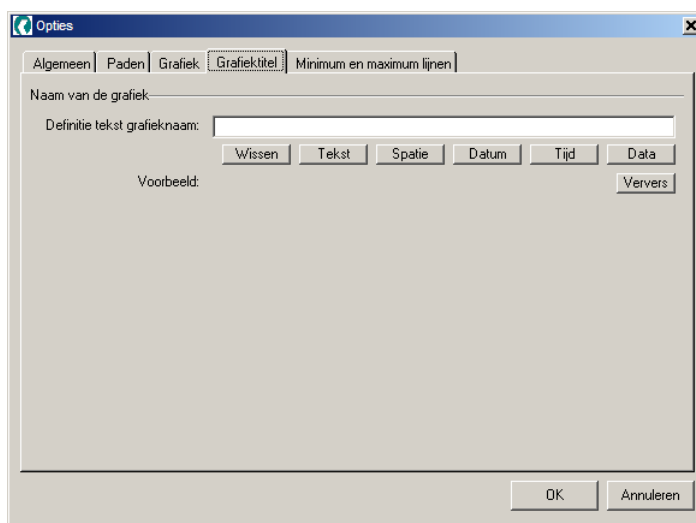 Opties
Algemeen Paden Grafiek Grafiektitel Minimum en maximum lijnen
Naam van de grafiek
Definitie tekst grafieknaam:
Wissen Tekst Spatie Datum Tijd Data
Voorbeeld: Ververs
OK Annuleren